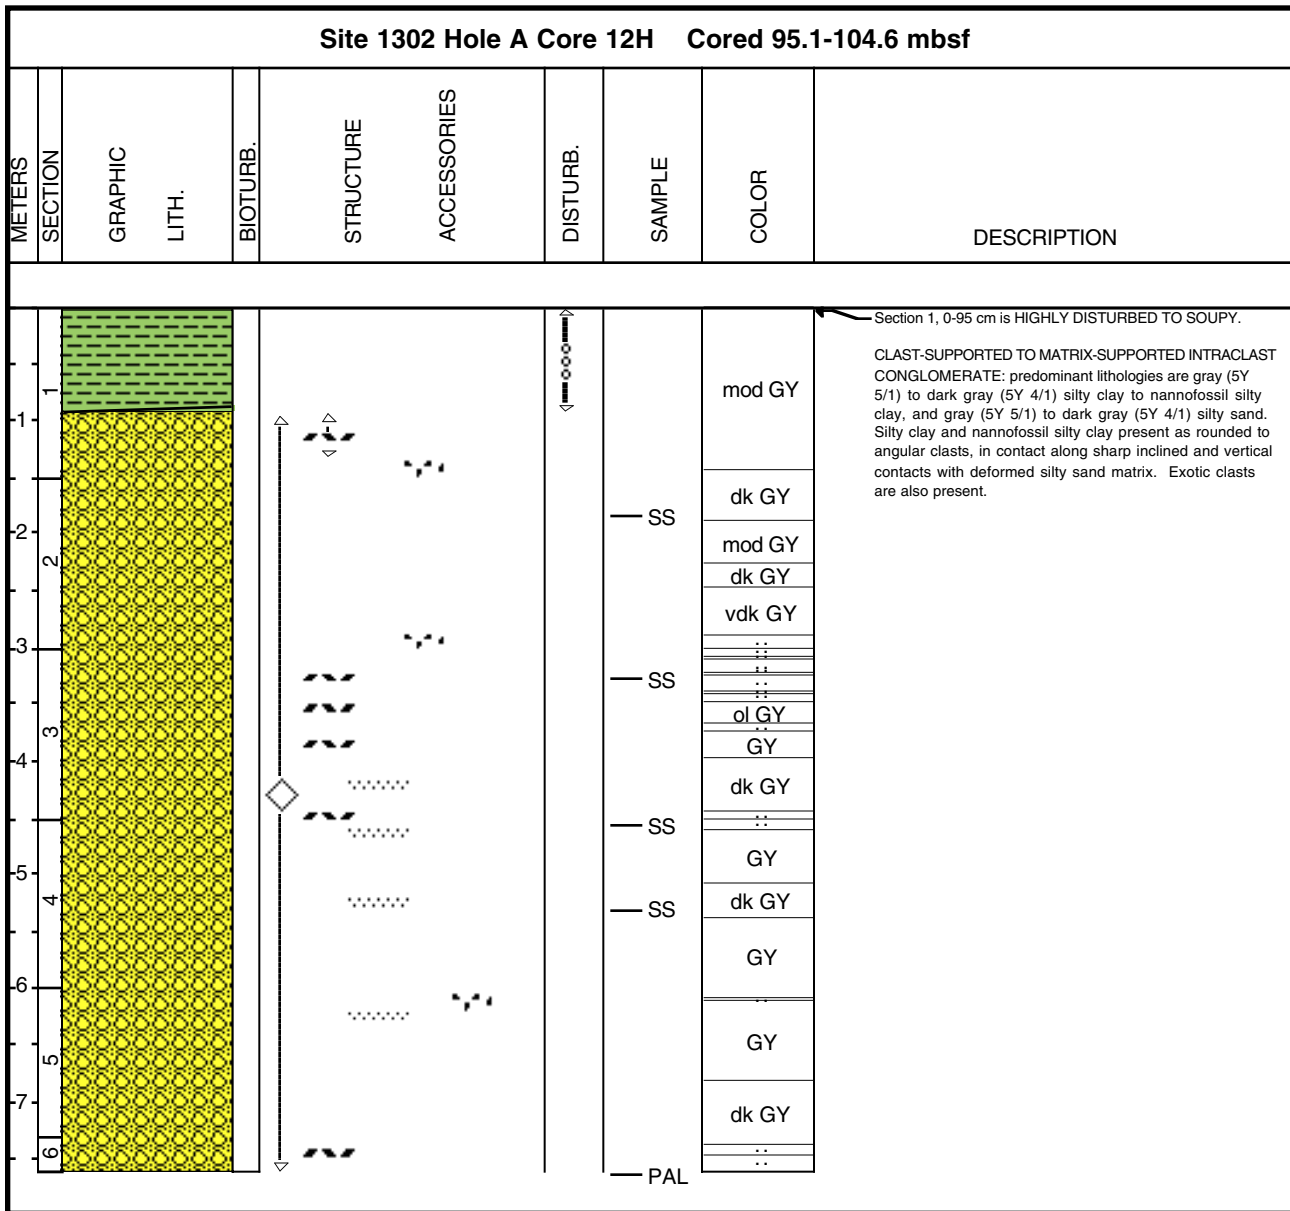 Site 1302 Hole A Core 12H Cored 95.1-104.6 mbsf
METERS
SECTION
GRAPHIC
LITH.
BIOTURB.
STRUCTURE
ACCESSORIES
DISTURB.
SAMPLE
COLOR
DESCRIPTION
1
2
3
4
5
6
7
1
2
3
4
5
6
SS
SS
SS
SS
PAL
mod GY
dk GY
mod GY
dk GY
vdk GY
ol GY
GY
dk GY
GY
dk GY
GY
GY
dk GY
Section 1, 0-95 cm is HIGHLY DISTURBED TO SOUPY.
CLAST-SUPPORTED TO MATRIX-SUPPORTED INTRACLAST
CONGLOMERATE: predominant lithologies are gray (5Y
5/1) to dark gray (5Y 4/1) silty clay to nannofossil silty
clay, and gray (5Y 5/1) to dark gray (5Y 4/1) silty sand.
Silty clay and nannofossil silty clay present as rounded to
angular clasts, in contact along sharp inclined and vertical
contacts with deformed silty sand matrix. Exotic clasts
are also present.